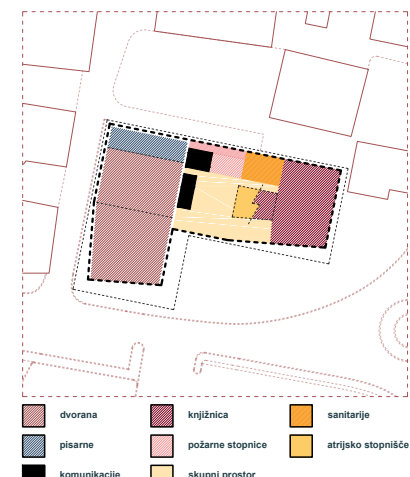 dvorana knjižnica sanitarije
pisarne požarne stopnice atrijsko stopnišče
komunikacije skupni prostor